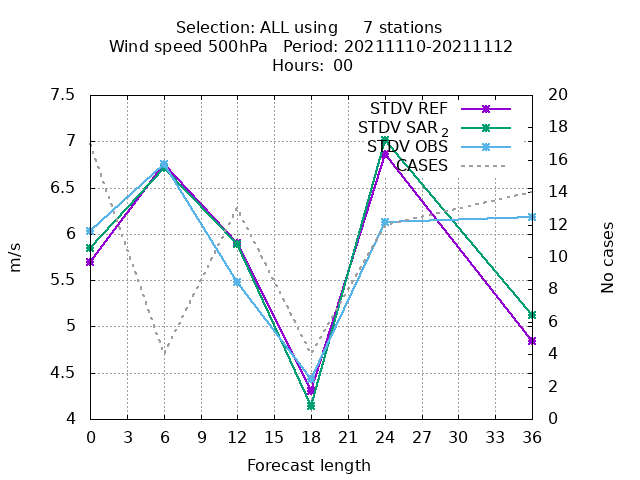 Selection: ALL using     7 stations
Wind speed 500hPa   Period: 20211110-20211112
Hours:  00
7.5
7
6.5
6
5.5
5
4.5
4
m/s
STDV REF
STDV SAR 2
STDV OBS
CASES
20
18
16
14
12
10
8
6
4
2
0
No cases
0 3 6 9 12 15 18 21 24 27 30 33 36
Forecast length